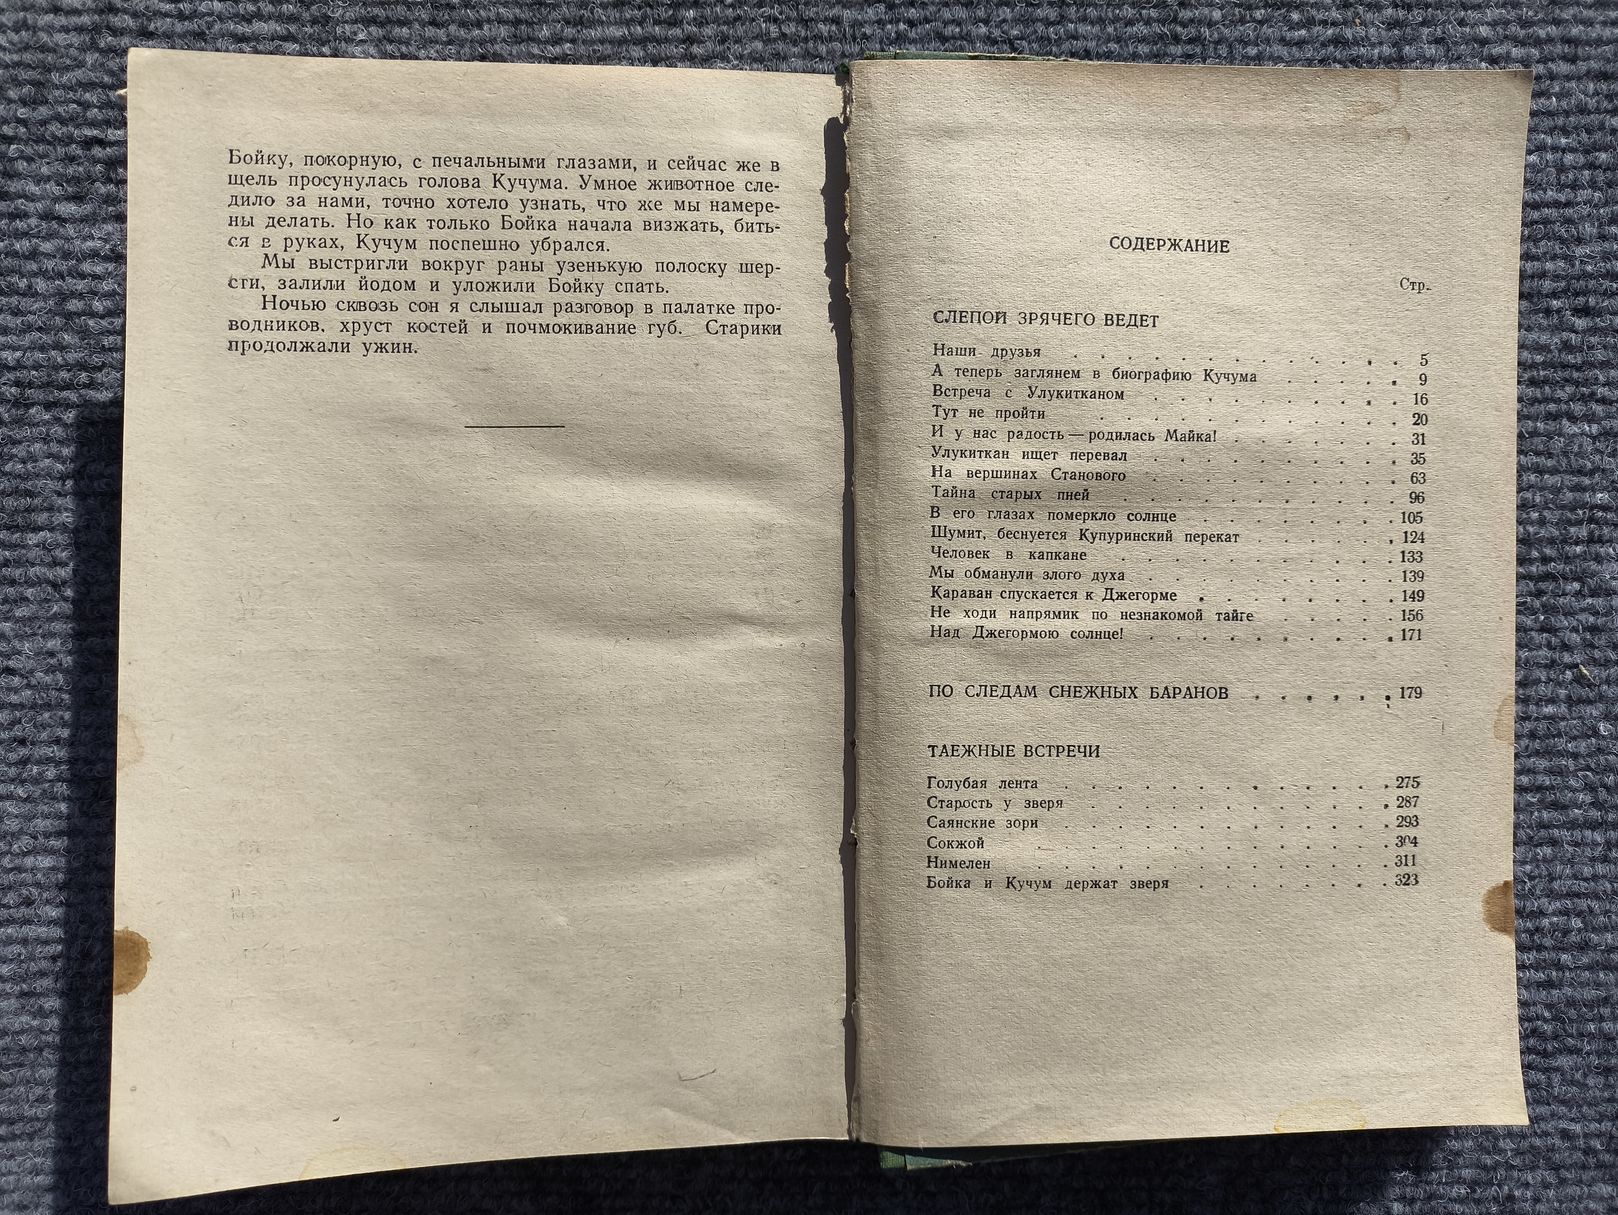 Бойку, покорную, с печальными глазами, и сейчас же в
щель просунулась голова Кучума. Умное животное сле-
дило за нами, точно хотело узнать, что же мы намере-
ны делать. Но как только Бойка начала визжать, бить-
ся в руках, Кучум поспешно убрался.
Мы выстригли вокруг раны узенькую полоску шер-
сти, залили йодом и уложили Бойку спать.
Ночью сквозь сон я слышал разговор в палатке про-
водников, хруст костей и почмокивание губ. Старики
продолжали ужин.
СОДЕРЖАНИЕ
Стр.
СЛЕПОЙ ЗРЯЧЕГО ВЕДЕТ
Наши друзья . . . . . . . . . . . . . 5
А теперь заглянем в биографию Кучума . . . . . 9
Встреча с Улукитканом . . . . . . . . . . 16
Тут не пройти . . . . . . . . . . . . 20
И у нас радость — родилась Майка! . . . . . . . 31
Улукиткан ищет перевал . . . . . . . . . . 35
На вершинах Станового . . . . . . . . . . 63
Тайна старых пней . . . . . . . . . . . 96
В его глазах померкло солнце . . . . . . . . 105
Шумит, беснуется Купуринский перекат . . . . . . 124
Человек в капкане . . . . . . . . . . . 133
Мы обманули злого духа . . . . . . . . . . 139
Караван спускается к Джегорме . . . . . . . . 149
Не ходи напрямик по незнакомой тайге . . . . . 156
Над Джегормою солнце! . . . . . . . . . . 171
ПО СЛЕДАМ СНЕЖНЫХ БАРАНОВ . . . . . . 179
ТАЕЖНЫЕ ВСТРЕЧИ
Голубая лента . . . . . . . . . . . . . 275
Старость у зверя . . . . . . . . . . . . 287
Саянские зори . . . . . . . . . . . . . 293
Сокжой . . . . . . . . . . . . . . 304
Нимелен . . . . . . . . . . . . . . 311
Бойка и Кучум держат зверя . . . . . . . . 323